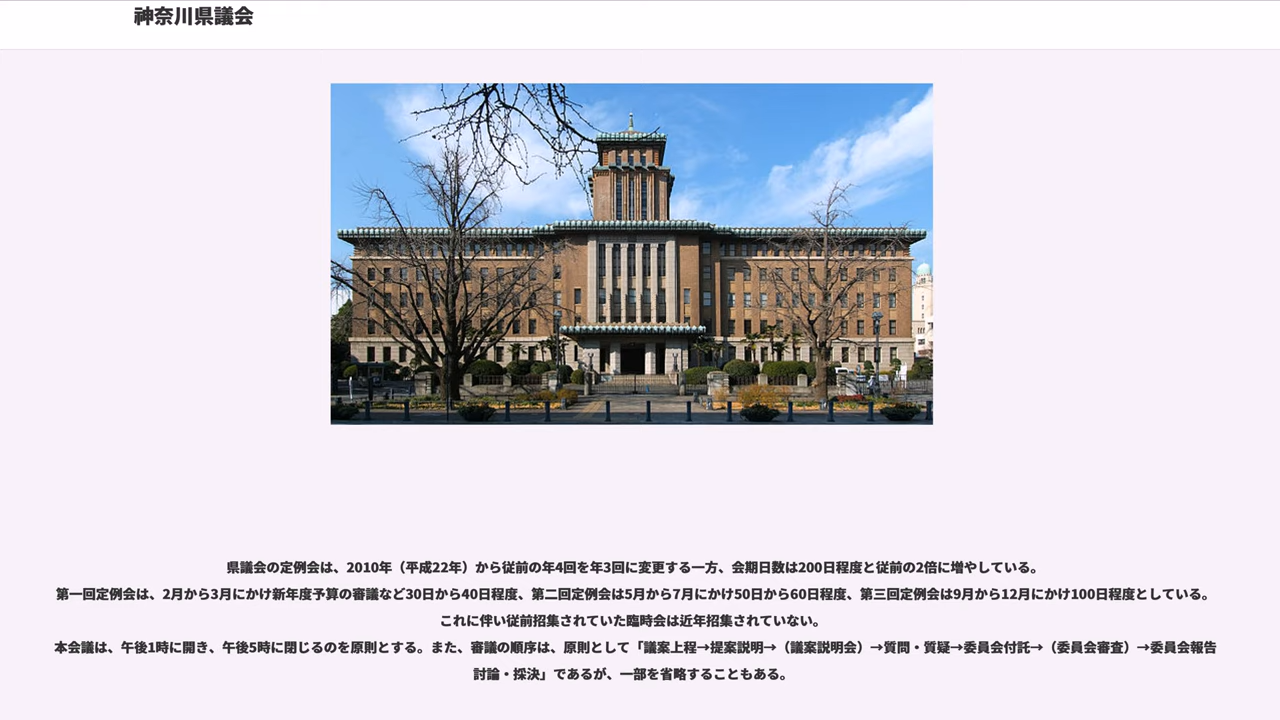 神奈川県議会
県議会の定例会は、2010年（平成22年）から従前の年4回を年3回に変更する一方、会期日数は200日程度と従前の2倍に増やしている。
第一回定例会は、2月から3月にかけ新年度予算の審議など30日から40日程度、第二回定例会は5月から7月にかけ50日から60日程度、第三回定例会は9月から12月にかけ100日程度としている。
これに伴い従前招集されていた臨時会は近年招集されていない。
本会議は、午後1時に開き、午後5時に閉じるのを原則とする。また、審議の順序は、原則として「議案上程→提案説明→（議案説明会）→質問・質疑→委員会付託→（委員会審査）→委員会報告
討論・採決」であるが、一部を省略することもある。